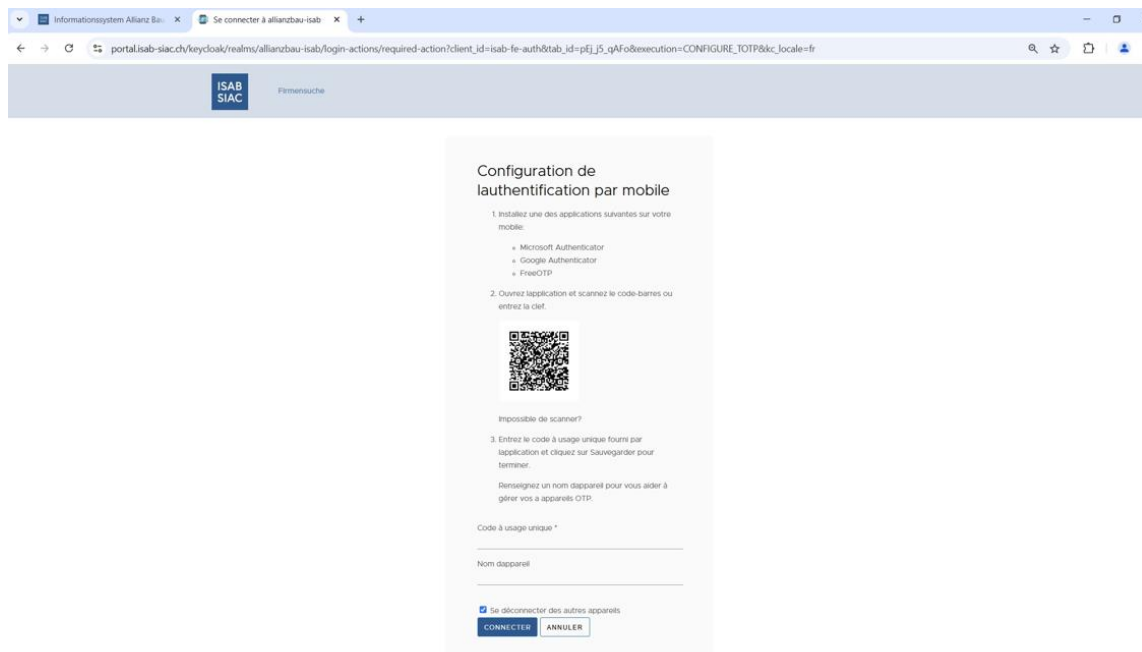 Informationssystem Allianz Bau
Se connecter à allianzbau-isab
portal.isab-siac.ch/keycloak/realms/allianzbau-isab/login-actions/required-action?client_id=isab-fe-auth&tab_id=pEj_j5_qAFo&execution=CONFIGURE_TOTP&kc_locale=fr
ISAB
SIAC
Firmensuche
Configuration de
lauthentification par mobile
1. Installez une des applications suivantes sur votre
mobile:
Microsoft Authenticator
Google Authenticator
FreeOTP
2. Ouvrez lapplication et scannez le code-barres ou
entrez la clef.
Impossible de scanner?
3. Entrez le code à usage unique fourni par
lapplication et cliquez sur Sauvegarder pour
terminer.
Renseignez un nom dappareil pour vous aider à
gérer vos a appareils OTP.
Code à usage unique *
Nom dappareil
Se déconnecter des autres appareils
CONNECTER ANNULER